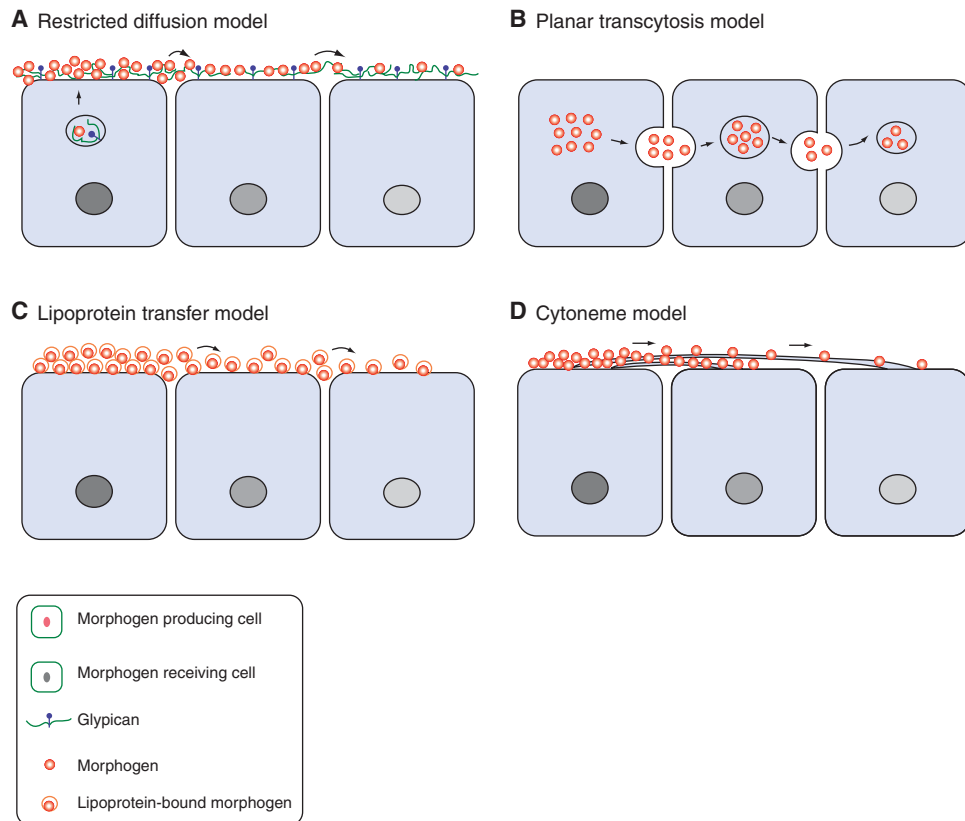 A Restricted diffusion model
B Planar transcytosis model
C Lipoprotein transfer model
D Cytoneme model
Morphogen producing cell
Morphogen receiving cell
Glypican
Morphogen
Lipoprotein-bound morphogen